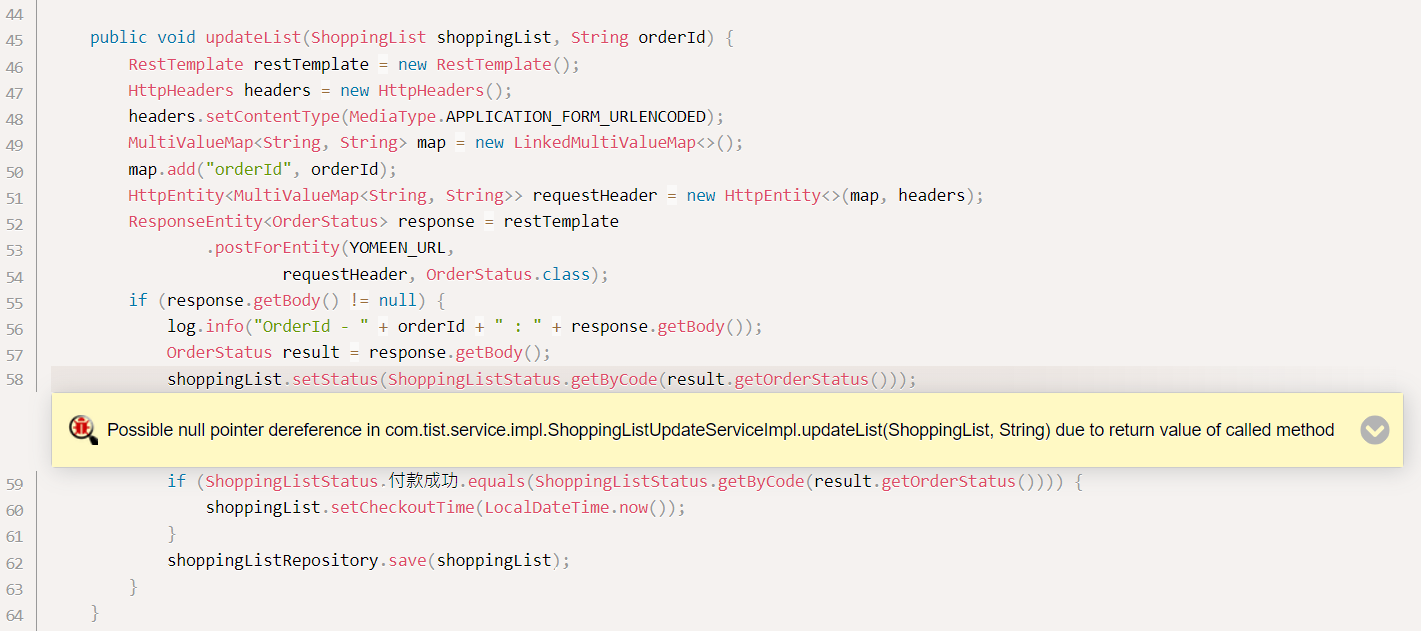 44
45 public void updateList(ShoppingList shoppingList, String orderId) {
46 RestTemplate restTemplate = new RestTemplate();
47 HttpHeaders headers = new HttpHeaders();
48 headers.setContentType(MediaType.APPLICATION_FORM_URLENCODED);
49 MultiValueMap<String, String> map = new LinkedMultiValueMap<>();
50 map.add("orderId", orderId);
51 HttpEntity<MultiValueMap<String, String>> requestHeader = new HttpEntity<>(map, headers);
52 ResponseEntity<OrderStatus> response = restTemplate
53 .postForEntity(YOMEEN_URL,
54 requestHeader, OrderStatus.class);
55 if (response.getBody() != null) {
56 log.info("OrderId - " + orderId + " : " + response.getBody());
57 OrderStatus result = response.getBody();
58 shoppingList.setStatus(ShoppingListStatus.getByCode(result.getOrderStatus()));
Possible null pointer dereference in com.tist.service.impl.ShoppingListUpdateServiceImpl.updateList(ShoppingList, String) due to return value of called method
59 if (ShoppingListStatus.付款成功.equals(ShoppingListStatus.getByCode(result.getOrderStatus()))) {
60 shoppingList.setCheckoutTime(LocalDateTime.now());
61 }
62 shoppingListRepository.save(shoppingList);
63 }
64 }